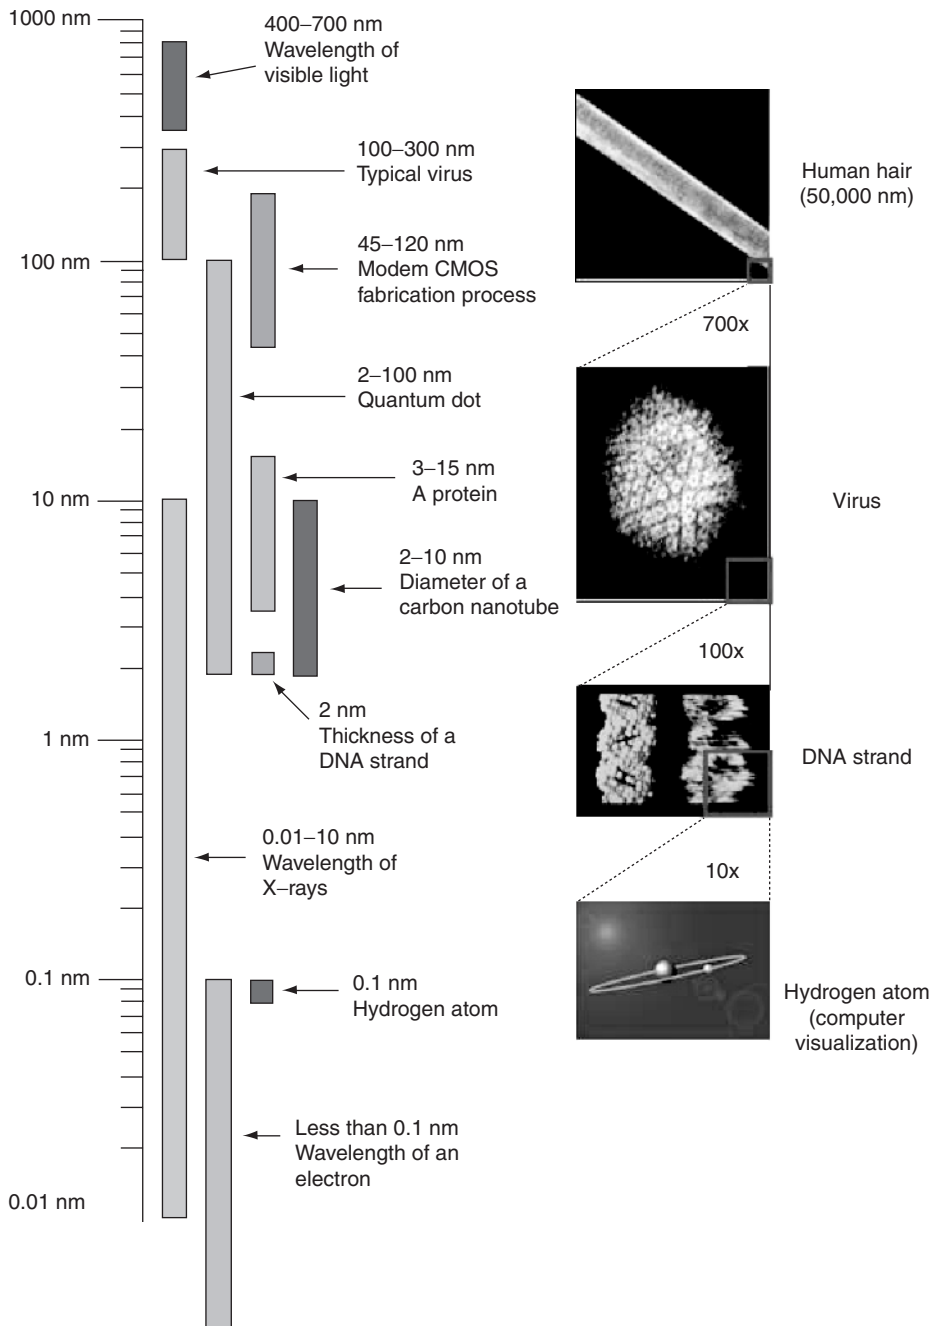 1000 nm
400–700 nm
Wavelength of
visible light
100–300 nm
Typical virus
100 nm
45–120 nm
Modem CMOS
fabrication process
2–100 nm
Quantum dot
3–15 nm
A protein
10 nm
2–10 nm
Diameter of a
carbon nanotube
2 nm
Thickness of a
DNA strand
1 nm
0.01–10 nm
Wavelength of
X–rays
0.1 nm
0.1 nm
Hydrogen atom
Less than 0.1 nm
Wavelength of an
electron
0.01 nm
Human hair
(50,000 nm)
700x
Virus
100x
DNA strand
10x
Hydrogen atom
(computer
visualization)